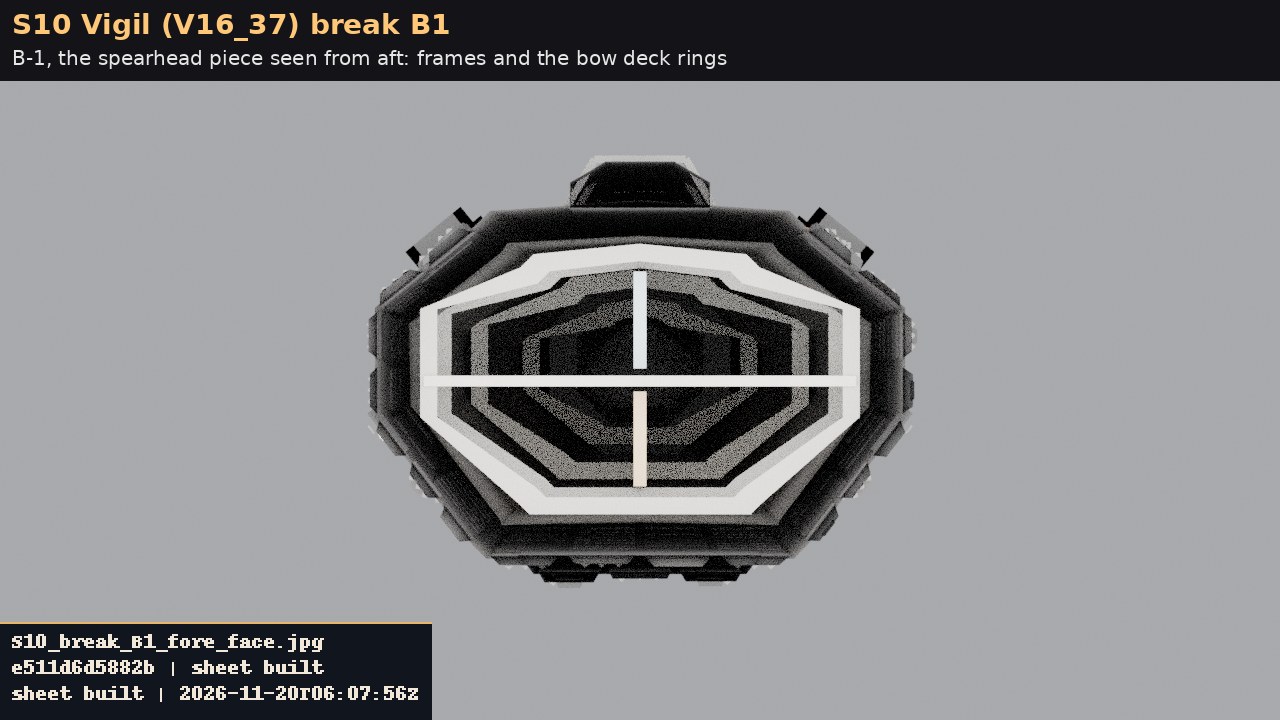 S10 Vigil (V16_37) break B1
B-1, the spearhead piece seen from aft: frames and the bow deck rings
S10_break_B1_fore_face.jpg
e511d6d5882b | sheet built
sheet built | 2026-11-20T06:07:56Z